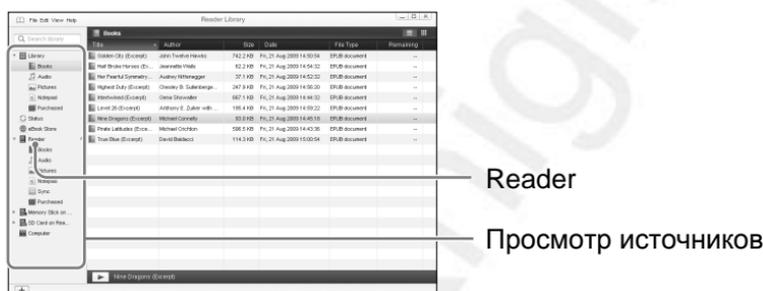 File Edit View Help
Reader Library
Search library
Books
Title Author Size Date File Type Remaining
Library
Books
Audio
Pictures
Notepad
Purchased
Status
eBook Store
Reader
Books
Audio
Pictures
Notepad
Sync
Purchased
Memory Stick on ...
SD Card on Rea...
Computer
Golden City (Excerpt) John Twelve Hawks 742.2 KB Fri, 21 Aug 2009 14:50:54 EPUB document --
Half Broke Horses (Ex... Jeannette Walls 62.2 KB Fri, 21 Aug 2009 14:52:32 EPUB document --
Her Fearful Symmetry... Audrey Niffenegger 37.1 KB Fri, 21 Aug 2009 14:52:32 EPUB document --
Highest Duty (Excerpt) Chesley B. Sullenberge... 247.9 KB Fri, 21 Aug 2009 14:56:20 EPUB document --
Intertwined (Excerpt) Gena Showalter 667.1 KB Fri, 21 Aug 2009 14:44:32 EPUB document --
Level 26 (Excerpt) Anthony E. Zuiker with ... 195.4 KB Fri, 21 Aug 2009 14:59:22 EPUB document --
Nine Dragons (Excerpt) Michael Connelly 93.0 KB Fri, 21 Aug 2009 14:45:18 EPUB document --
Pirate Latitudes (Exce... Michael Crichton 596.5 KB Fri, 21 Aug 2009 14:43:36 EPUB document --
True Blue (Excerpt) David Baldacci 114.3 KB Fri, 21 Aug 2009 15:00:54 EPUB document --
Nine Dragons (Excerpt)
Reader
Просмотр источников